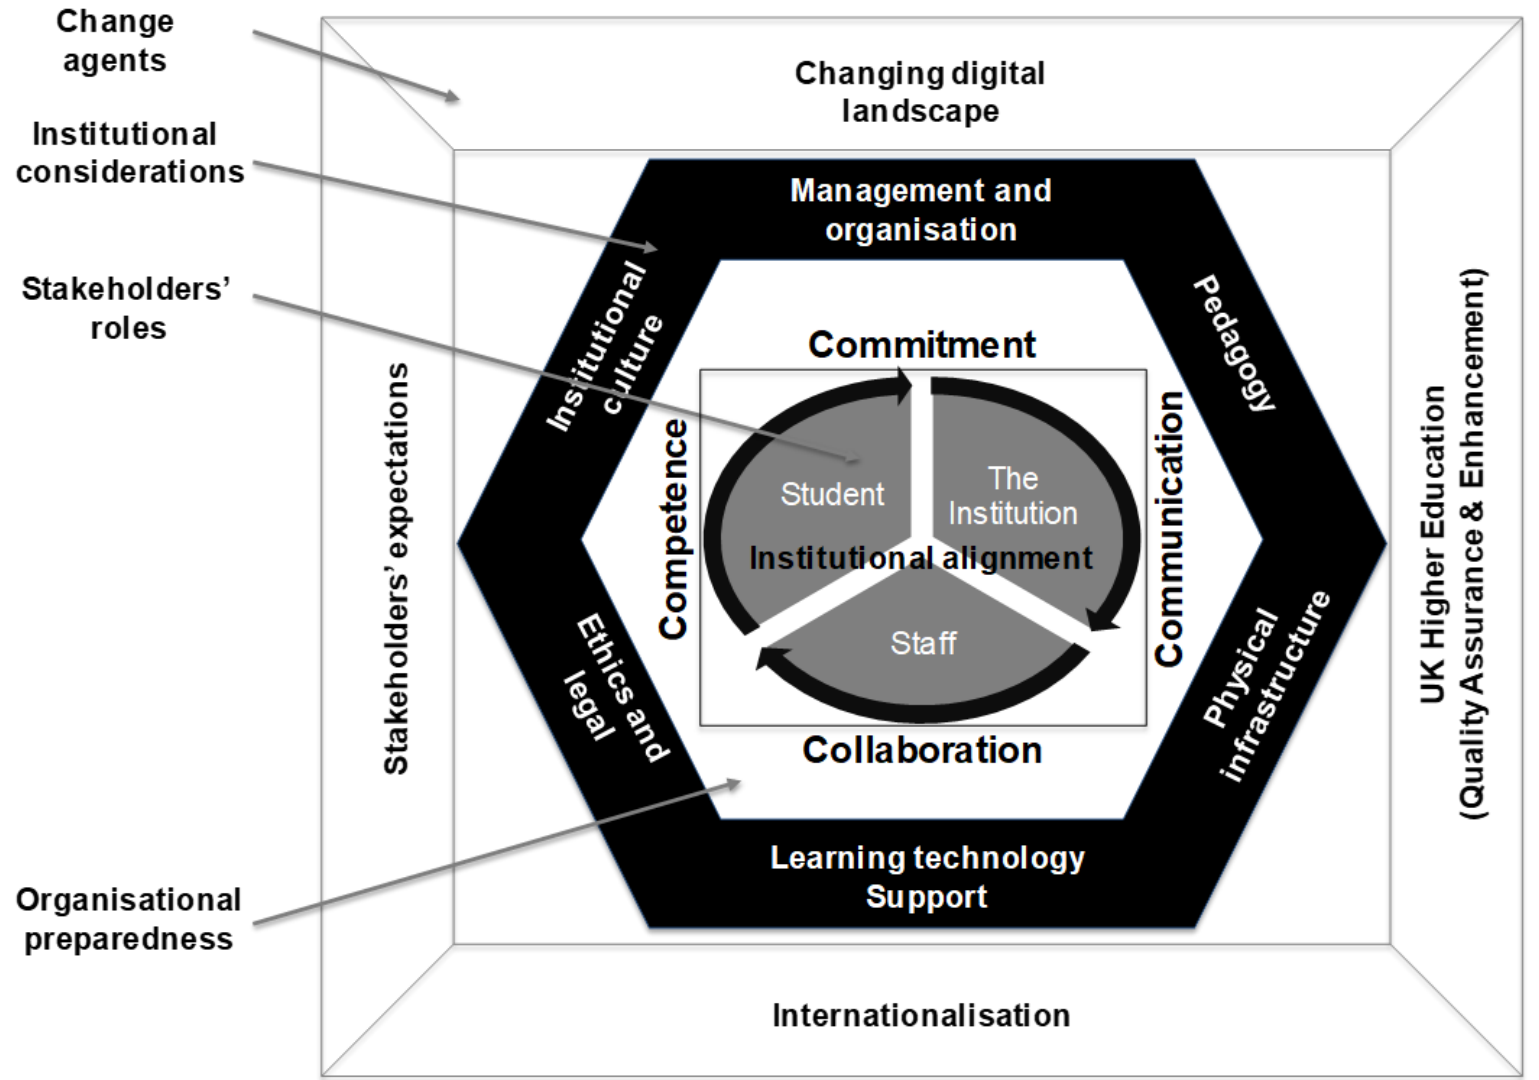 Change
agents
Institutional
considerations
Stakeholders’
roles
Organisational
preparedness
Changing digital
landscape
Stakeholders’ expectations
UK Higher Education
(Quality Assurance & Enhancement)
Internationalisation
Management and
organisation
Institutional
culture
Pedagogy
Ethics and
legal
Physical
infrastructure
Learning technology
Support
Commitment
Competence
Communication
Collaboration
Student
The
Institution
Institutional alignment
Staff